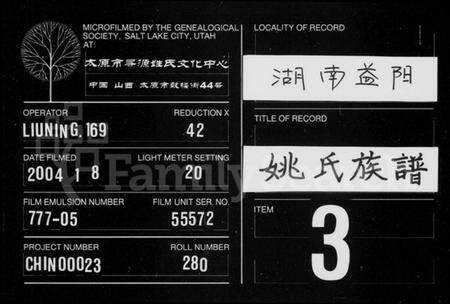 MICROFILMED BY THE GENEALOGICAL
SOCIETY, SALT LAKE CITY, UTAH
AT:
太原市寻源姓氏文化中心
中国 山西 太原市鼓楼街44号
OPERATOR
REDUCTION X
LIUNING, 169
42
DATE FILMED
LIGHT METER SETTING
2004 1 8
20
FILM EMULSION NUMBER
FILM UNIT SER. NO.
777-05
55572
PROJECT NUMBER
ROLL NUMBER
CHIN00023
280
LOCALITY OF RECORD
湖南益阳
TITLE OF RECORD
姚氏族譜
ITEM
3
Family